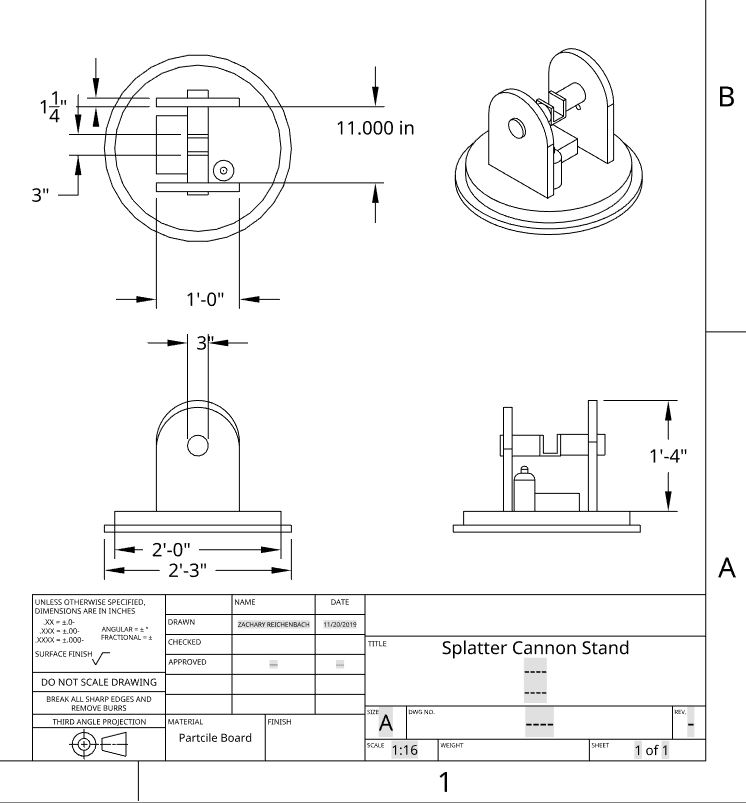 B
1 1/4"
11.000 in
3"
1'-0"
3"
1'-4"
A
2'-0"
2'-3"
UNLESS OTHERWISE SPECIFIED,
DIMENSIONS ARE IN INCHES
.XX = ±.0-
.XXX = ±.00-
.XXXX = ±.000-
ANGULAR = ± °
FRACTIONAL = ±
SURFACE FINISH
DO NOT SCALE DRAWING
BREAK ALL SHARP EDGES AND
REMOVE BURRS
THIRD ANGLE PROJECTION
NAME
DATE
DRAWN
ZACHARY REICHENBACH
11/20/2019
CHECKED
APPROVED
---
---
MATERIAL
Partcile Board
FINISH
TITLE
Splatter Cannon Stand
----
----
SIZE
A
DWG NO.
----
REV.
-
SCALE
1:16
WEIGHT
SHEET
1 of 1
1